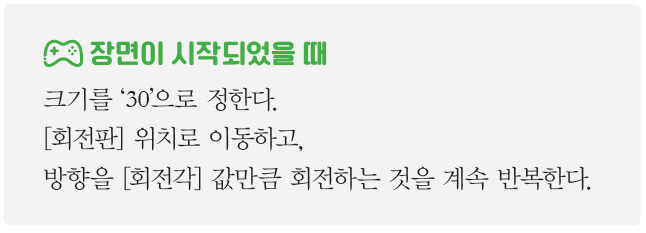 장면이 시작되었을 때
크기를 ‘30’으로 정한다.
[회전판] 위치로 이동하고,
방향을 [회전각] 값만큼 회전하는 것을 계속 반복한다.